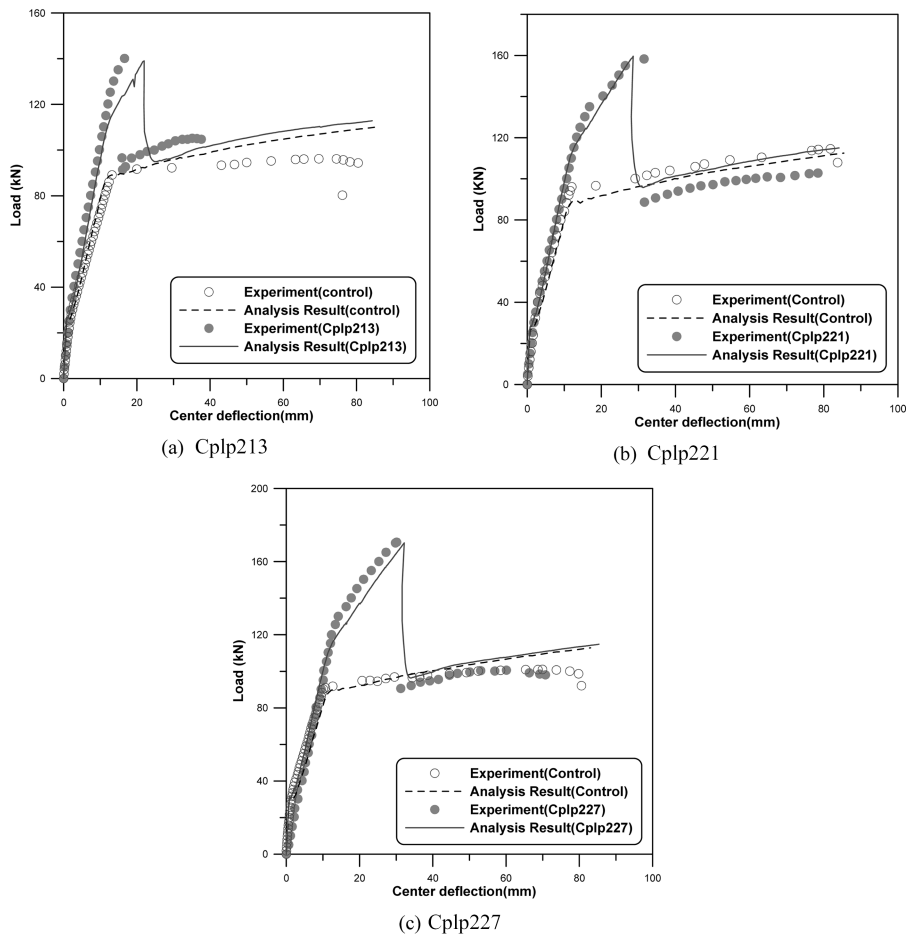 160
120
80
40
0
Load (kN)
0 20 40 60 80 100
Center deflection(mm)
Experiment(control)
Analysis Result(control)
Experiment(Cplp213)
Analysis Result(Cplp213)
(a) Cplp213
160
120
80
40
0
Load (KN)
0 20 40 60 80 100
Center deflection(mm)
Experiment(Control)
Analysis Result(Control)
Experiment(Cplp221)
Analysis Result(Cplp221)
(b) Cplp221
200
160
120
80
40
0
Load (kN)
0 20 40 60 80 100
Center deflection(mm)
Experiment(Control)
Analysis Result(Control)
Experiment(Cplp227)
Analysis Result(Cplp227)
(c) Cplp227